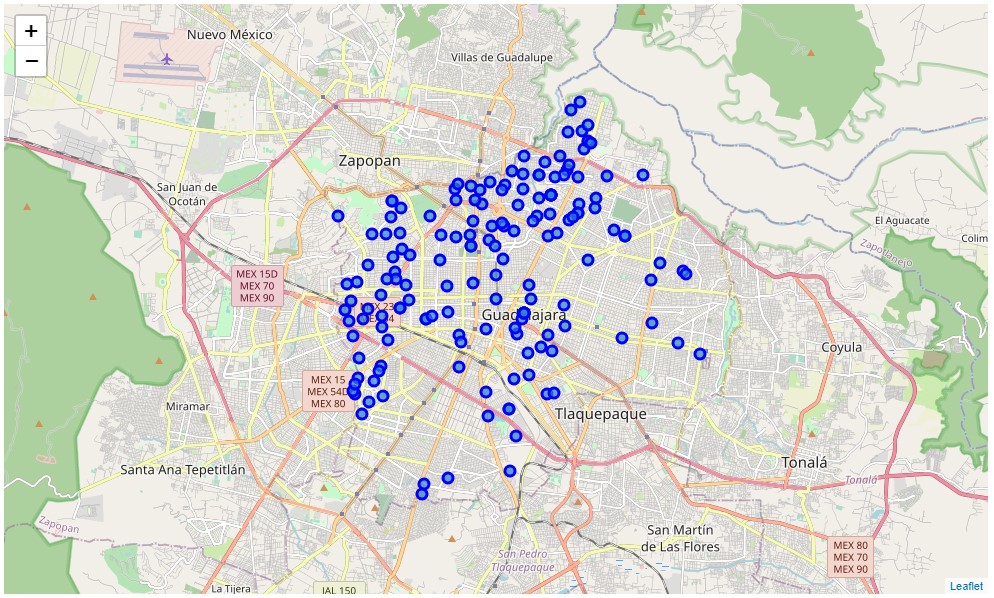 +
−
Nuevo México
Villas de Guadalupe
Zapopan
San Juan de
Ocotán
El Aguacate
Zapotlanejo
MEX 15D
MEX 70
MEX 90
Guadalajara
Coyula
MEX 15
MEX 54D
MEX 80
Miramar
Tlaquepaque
Santa Ana Tepetitlán
Tonalá
Tonalá
Zapopan
San Martín
de Las Flores
San Pedro
Tlaquepaque
MEX 80
MEX 70
MEX 90
La Tijera
JAL 150
Leaflet